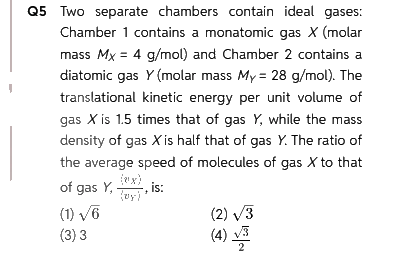 Q5 Two separate chambers contain ideal gases:
Chamber 1 contains a monatomic gas X (molar
mass Mx = 4 g/mol) and Chamber 2 contains a
diatomic gas Y (molar mass My = 28 g/mol). The
translational kinetic energy per unit volume of
gas X is 1.5 times that of gas Y, while the mass
density of gas X is half that of gas Y. The ratio of
the average speed of molecules of gas X to that
of gas Y, ⟨vX⟩/⟨vY⟩, is:
(1) √6 (2) √3
(3) 3 (4) √3/2